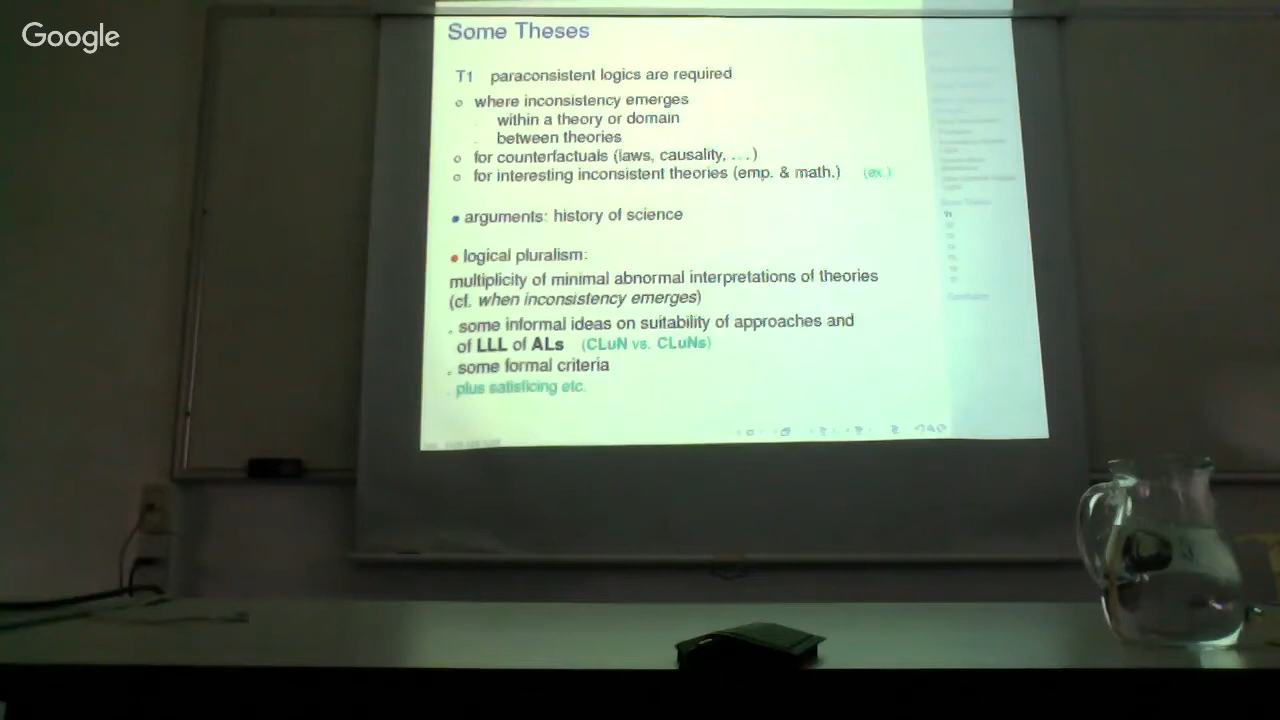 Google
Some Theses
T1 paraconsistent logics are required
where inconsistency emerges
within a theory or domain
between theories
for counterfactuals (laws, causality, ...)
for interesting inconsistent theories (emp. & math.) (ex.)
arguments: history of science
logical pluralism:
multiplicity of minimal abnormal interpretations of theories
(cf. when inconsistency emerges)
some informal ideas on suitability of approaches and
of LLL of ALs (CLuN vs. CLuNs)
some formal criteria
plus satisficing etc.
Some Theses
T1